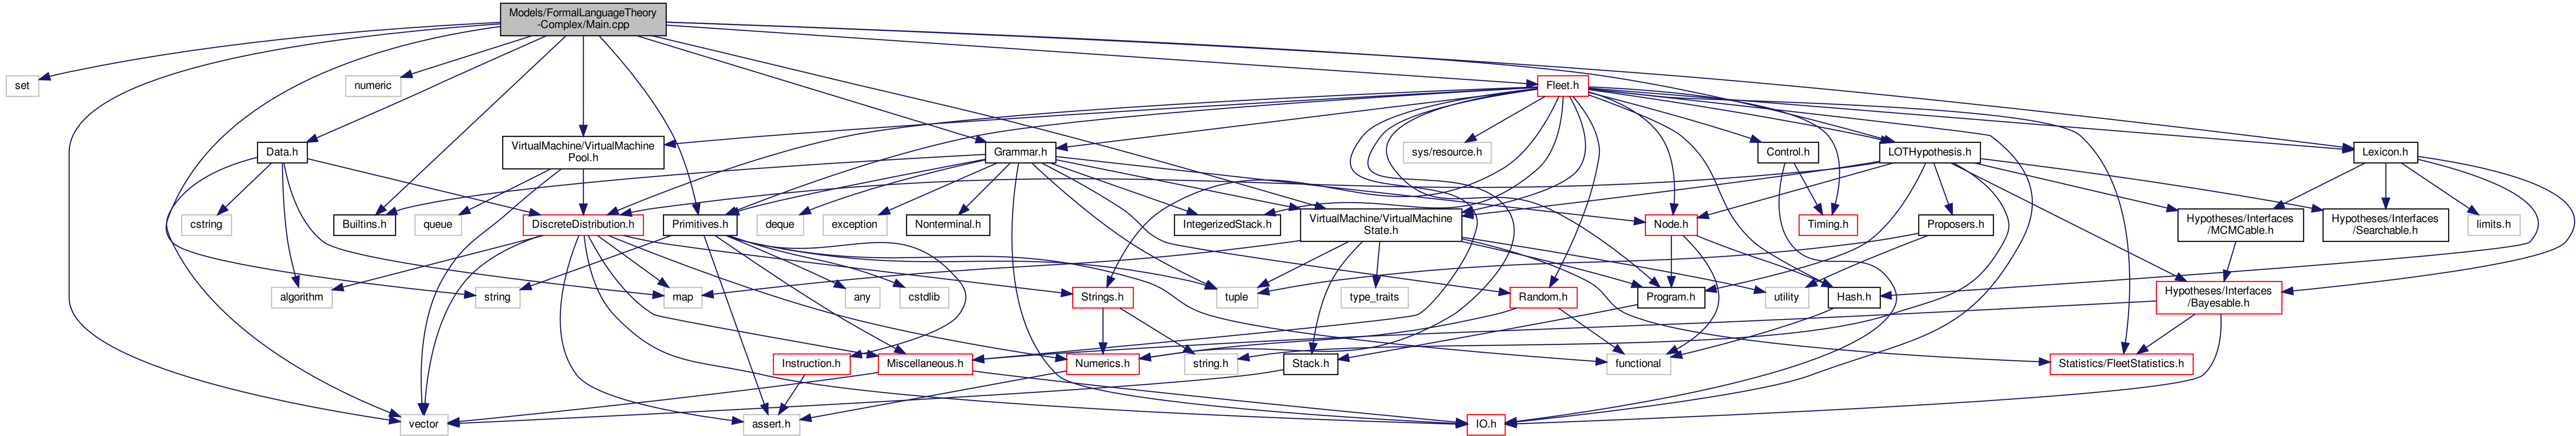 Models/FormalLanguageTheory
-Complex/Main.cpp
set
numeric
Fleet.h
Data.h
VirtualMachine/VirtualMachine
Pool.h
Grammar.h
sys/resource.h
Control.h
LOTHypothesis.h
Lexicon.h
cstring
Builtins.h
queue
DiscreteDistribution.h
Primitives.h
deque
exception
Nonterminal.h
IntegerizedStack.h
VirtualMachine/VirtualMachine
State.h
Node.h
Timing.h
Proposers.h
Hypotheses/Interfaces
/MCMCable.h
Hypotheses/Interfaces
/Searchable.h
limits.h
algorithm
string
map
any
cstdlib
Strings.h
tuple
type_traits
Random.h
Program.h
utility
Hash.h
Hypotheses/Interfaces
/Bayesable.h
Instruction.h
Miscellaneous.h
Numerics.h
string.h
Stack.h
functional
Statistics/FleetStatistics.h
vector
assert.h
IO.h